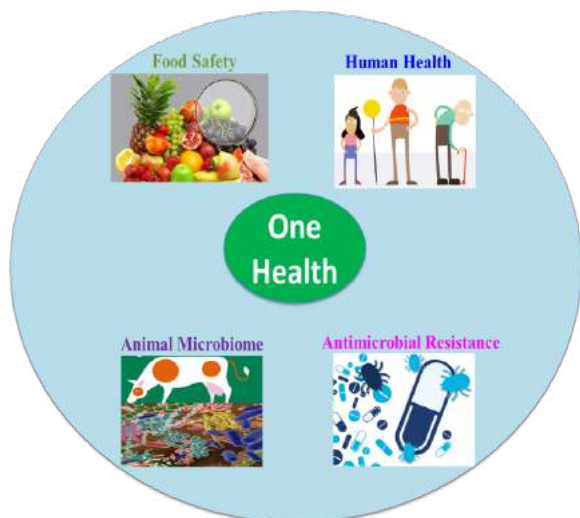 Food Safety
Human Health
One
Health
Animal Microbiome
Antimicrobial Resistance